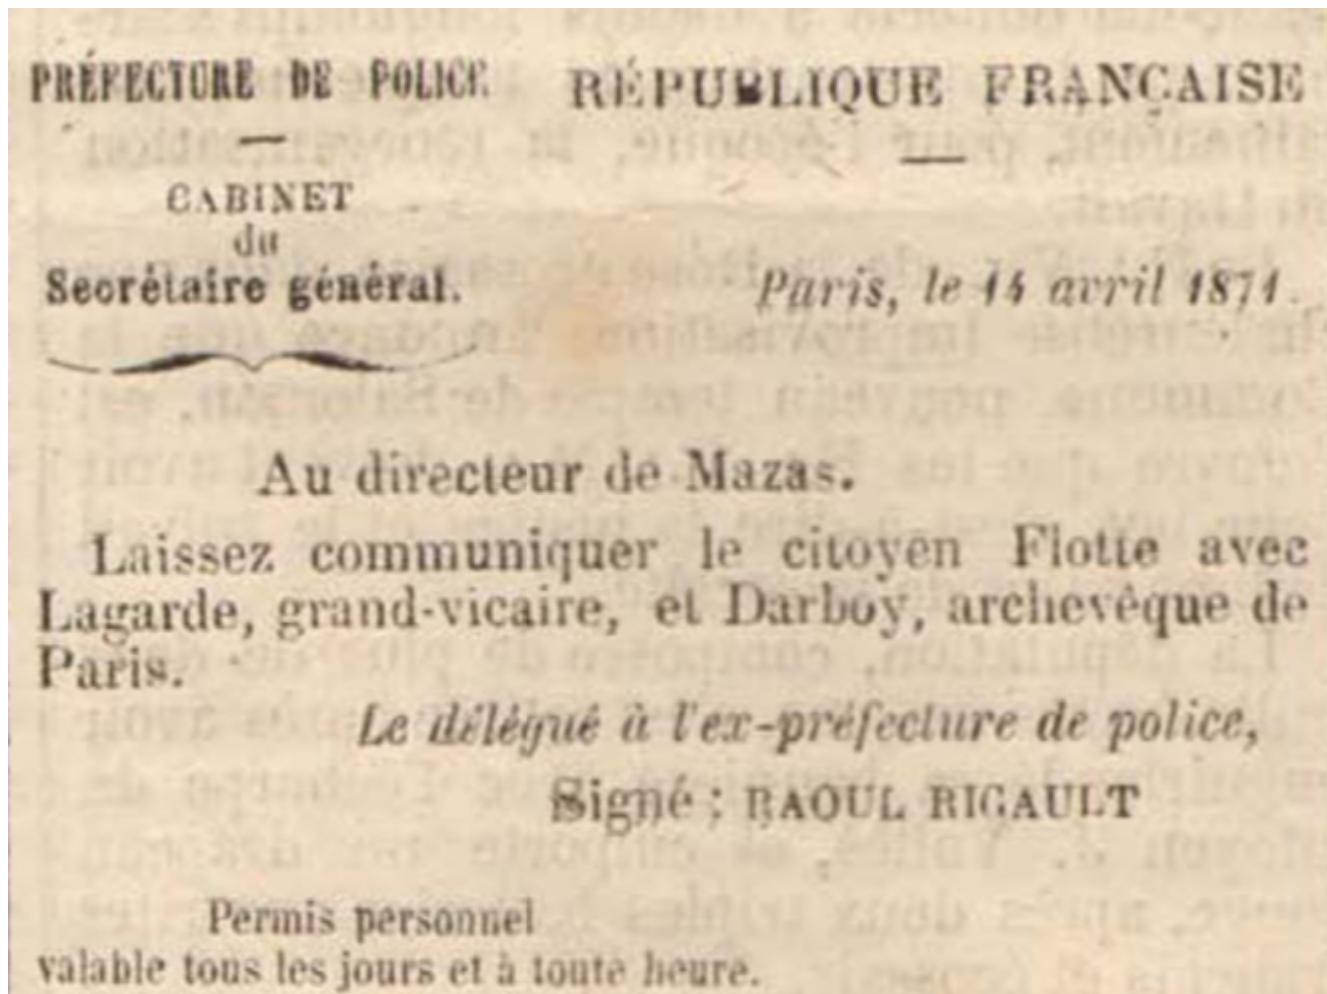 PRÉFECTURE DE POLICE
RÉPUBLIQUE FRANÇAISE
CABINET
du
Secrétaire général.
Paris, le 14 avril 1871.
Au directeur de Mazas.
Laissez communiquer le citoyen Flotte avec
Lagarde, grand-vicaire, et Darboy, archevêque de
Paris.
Le délégué à l'ex-préfecture de police,
Signé : RAOUL RIGAULT
Permis personnel
valable tous les jours et à toute heure.